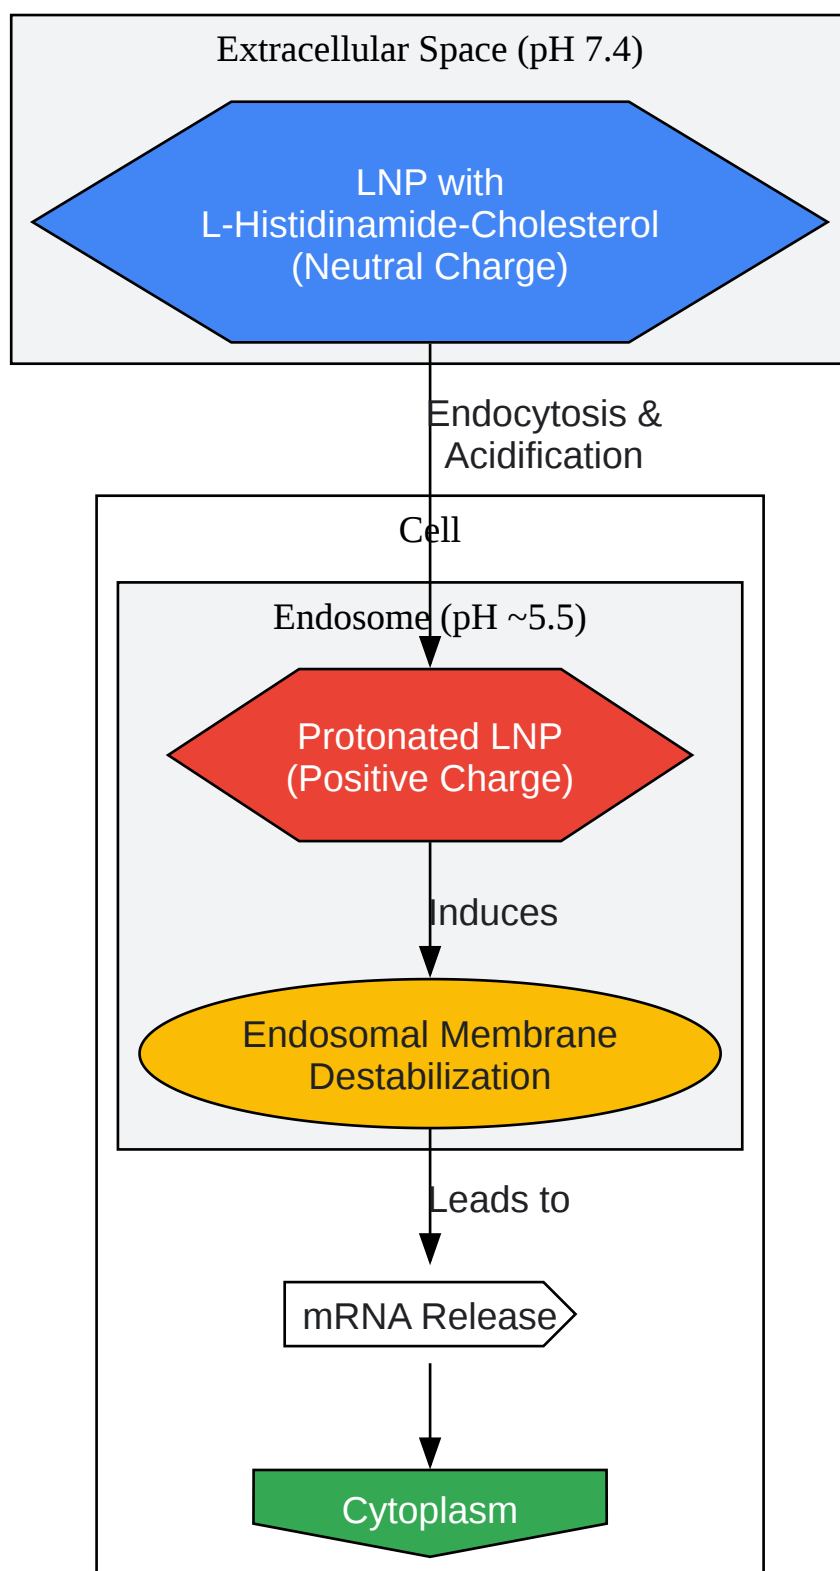 Extracellular Space (pH 7.4)
LNP with
L-Histidinamide-Cholesterol
(Neutral Charge)
Endocytosis &
Acidification
Cell
Endosome (pH ~5.5)
Protonated LNP
(Positive Charge)
Induces
Endosomal Membrane
Destabilization
Leads to
mRNA Release
Cytoplasm